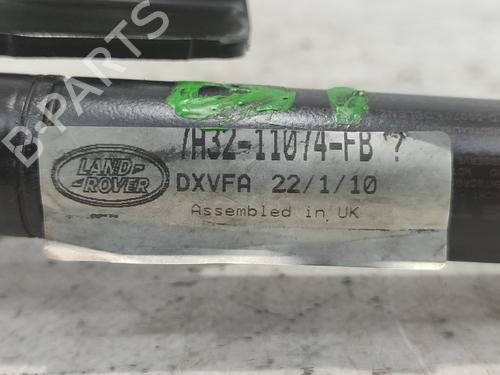 B-PARTS
7H32-11074-FB ?
LAND-
-ROVER
DXVFA 22/1/10
Assembled in UK